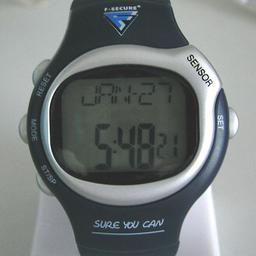 F-SECURE®
RESET
SENSOR
JAN-27
MODE
SET
5:48 21
ST/SP
SURE YOU CAN